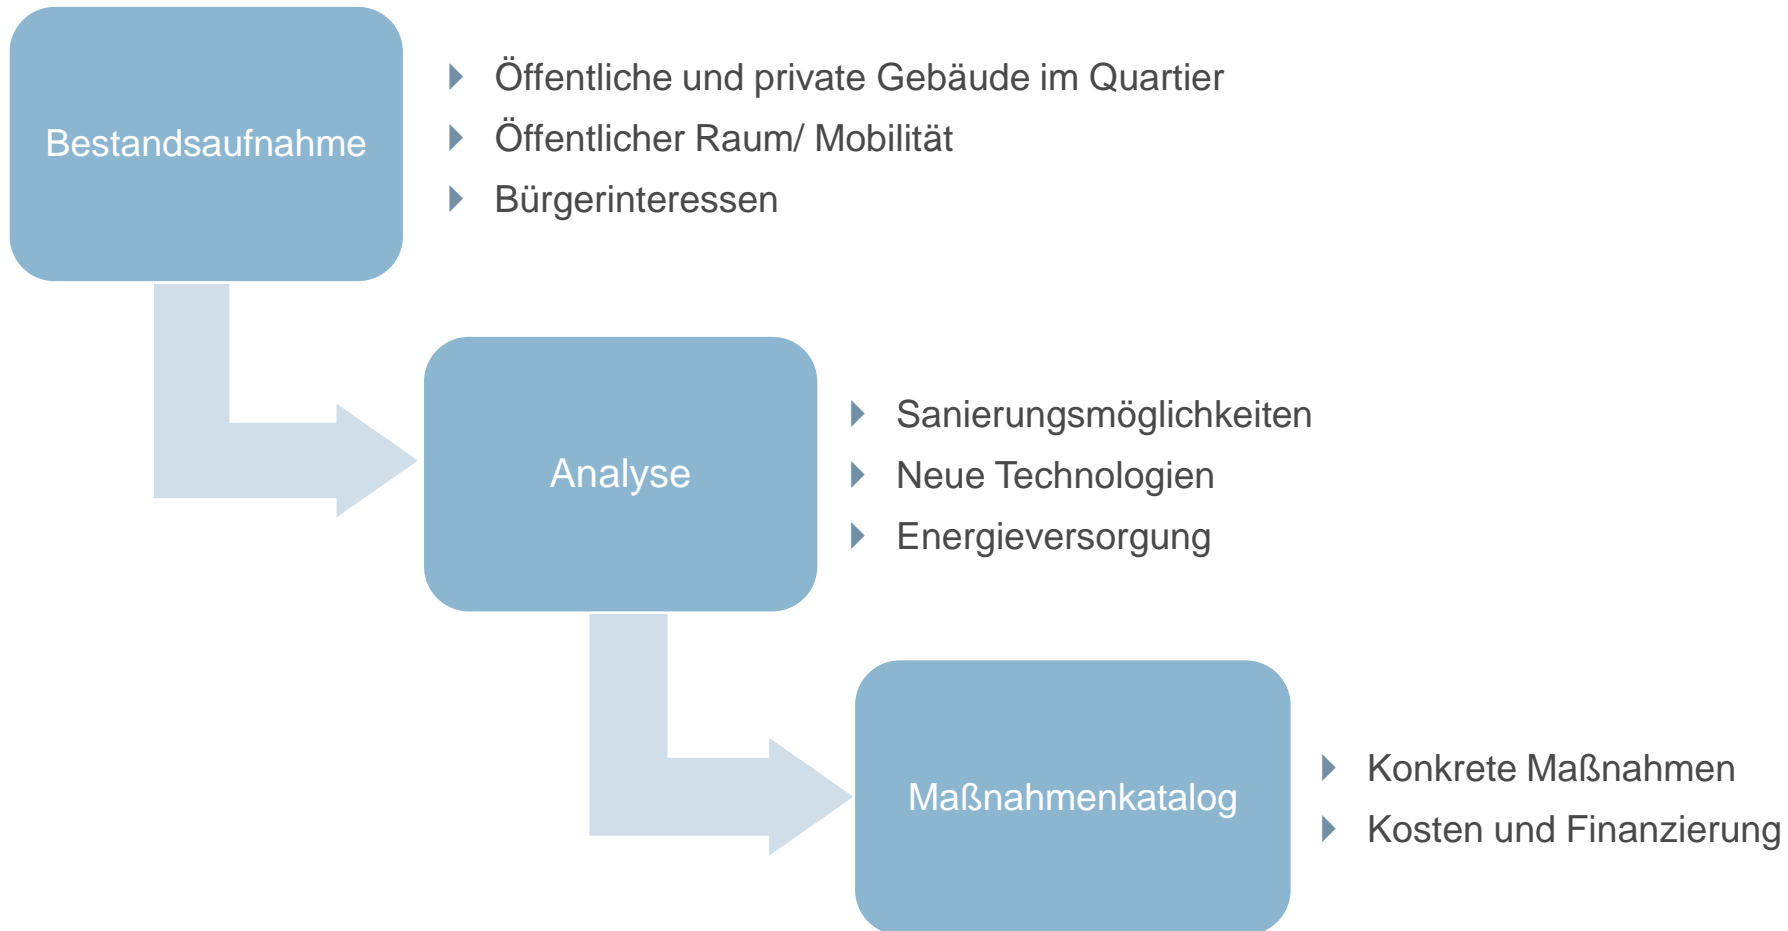 Bestandsaufnahme
Öffentliche und private Gebäude im Quartier
Öffentlicher Raum/ Mobilität
Bürgerinteressen
Analyse
Sanierungsmöglichkeiten
Neue Technologien
Energieversorgung
Maßnahmenkatalog
Konkrete Maßnahmen
Kosten und Finanzierung